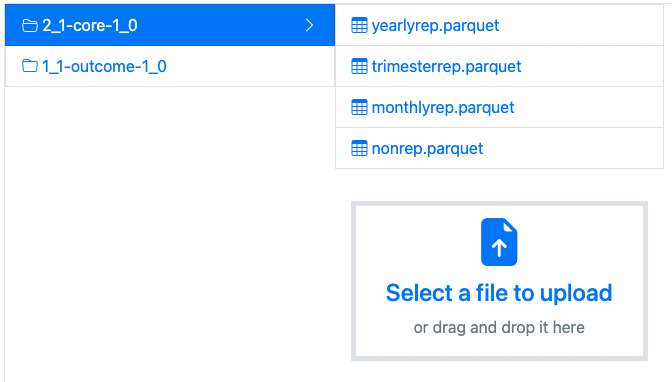 2_1-core-1_0
1_1-outcome-1_0
yearlyrep.parquet
trimesterrep.parquet
monthlyrep.parquet
nonrep.parquet
Select a file to upload
or drag and drop it here